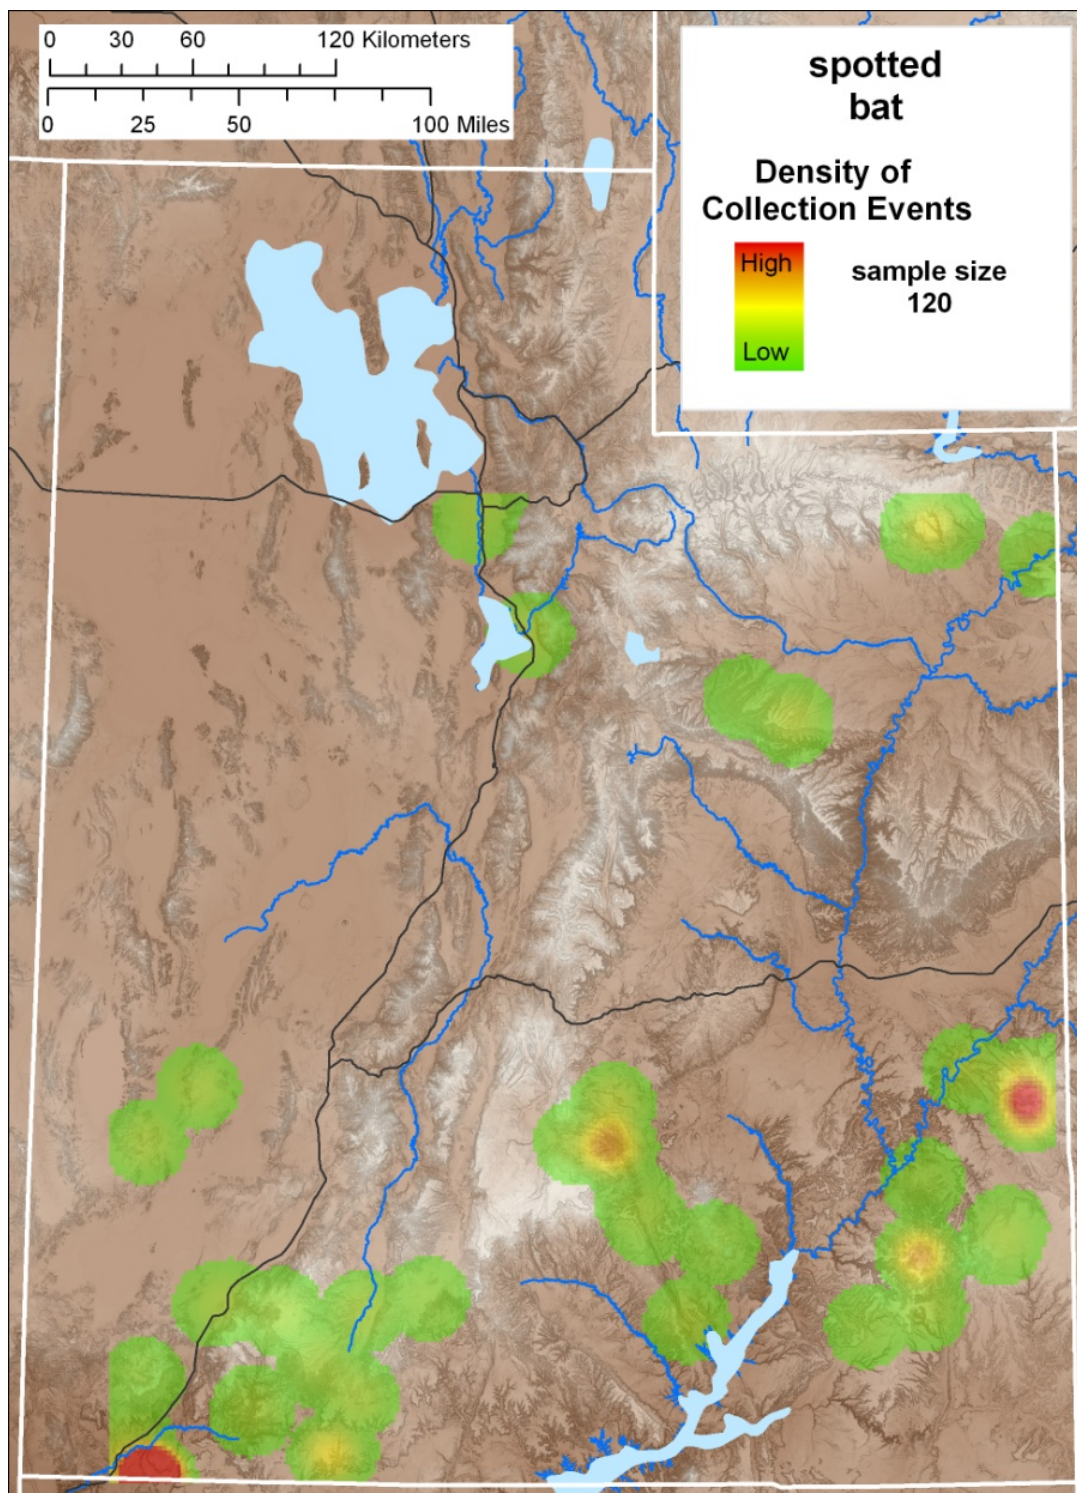 0 30 60 120 Kilometers
0 25 50 100 Miles
spotted
bat
Density of
Collection Events
High
Low
sample size
120